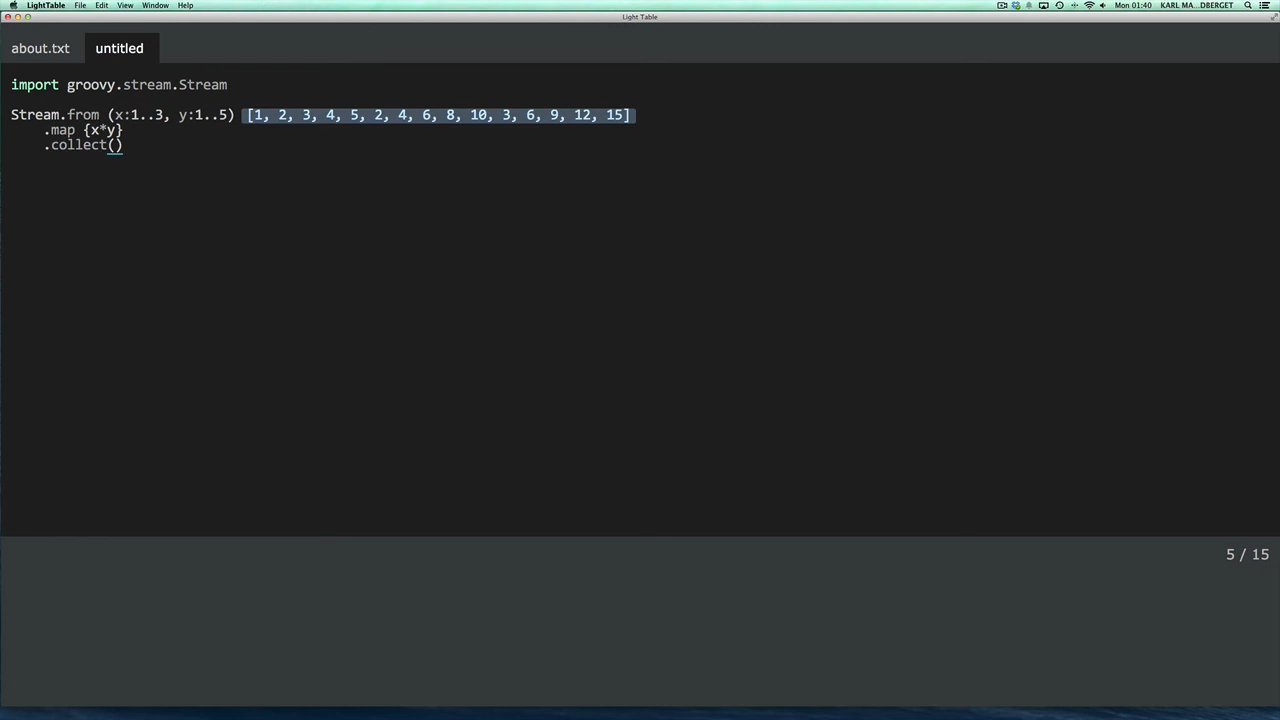 LightTable File Edit View Window Help Mon 01:40 KARL MA...DBERGET
Light Table
about.txt untitled
import groovy.stream.Stream
Stream.from (x:1..3, y:1..5) [1, 2, 3, 4, 5, 2, 4, 6, 8, 10, 3, 6, 9, 12, 15]
.map {x*y}
.collect()
5 / 15